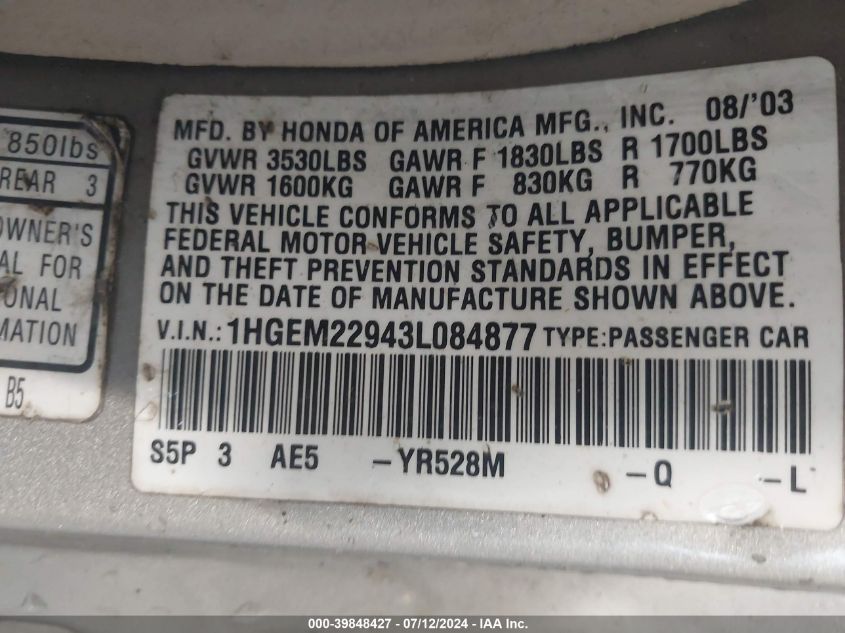 850lbs
REAR 3
OWNER'S
AL FOR
ONAL
MATION
B5
MFD. BY HONDA OF AMERICA MFG., INC. 08/'03
GVWR 3530LBS GAWR F 1830LBS R 1700LBS
GVWR 1600KG GAWR F 830KG R 770KG
THIS VEHICLE CONFORMS TO ALL APPLICABLE
FEDERAL MOTOR VEHICLE SAFETY, BUMPER,
AND THEFT PREVENTION STANDARDS IN EFFECT
ON THE DATE OF MANUFACTURE SHOWN ABOVE.
V.I.N.: 1HGEM22943L084877 TYPE:PASSENGER CAR
S5P 3 AE5 -YR528M -Q -L
000-39848427 - 07/12/2024 - IAA Inc.